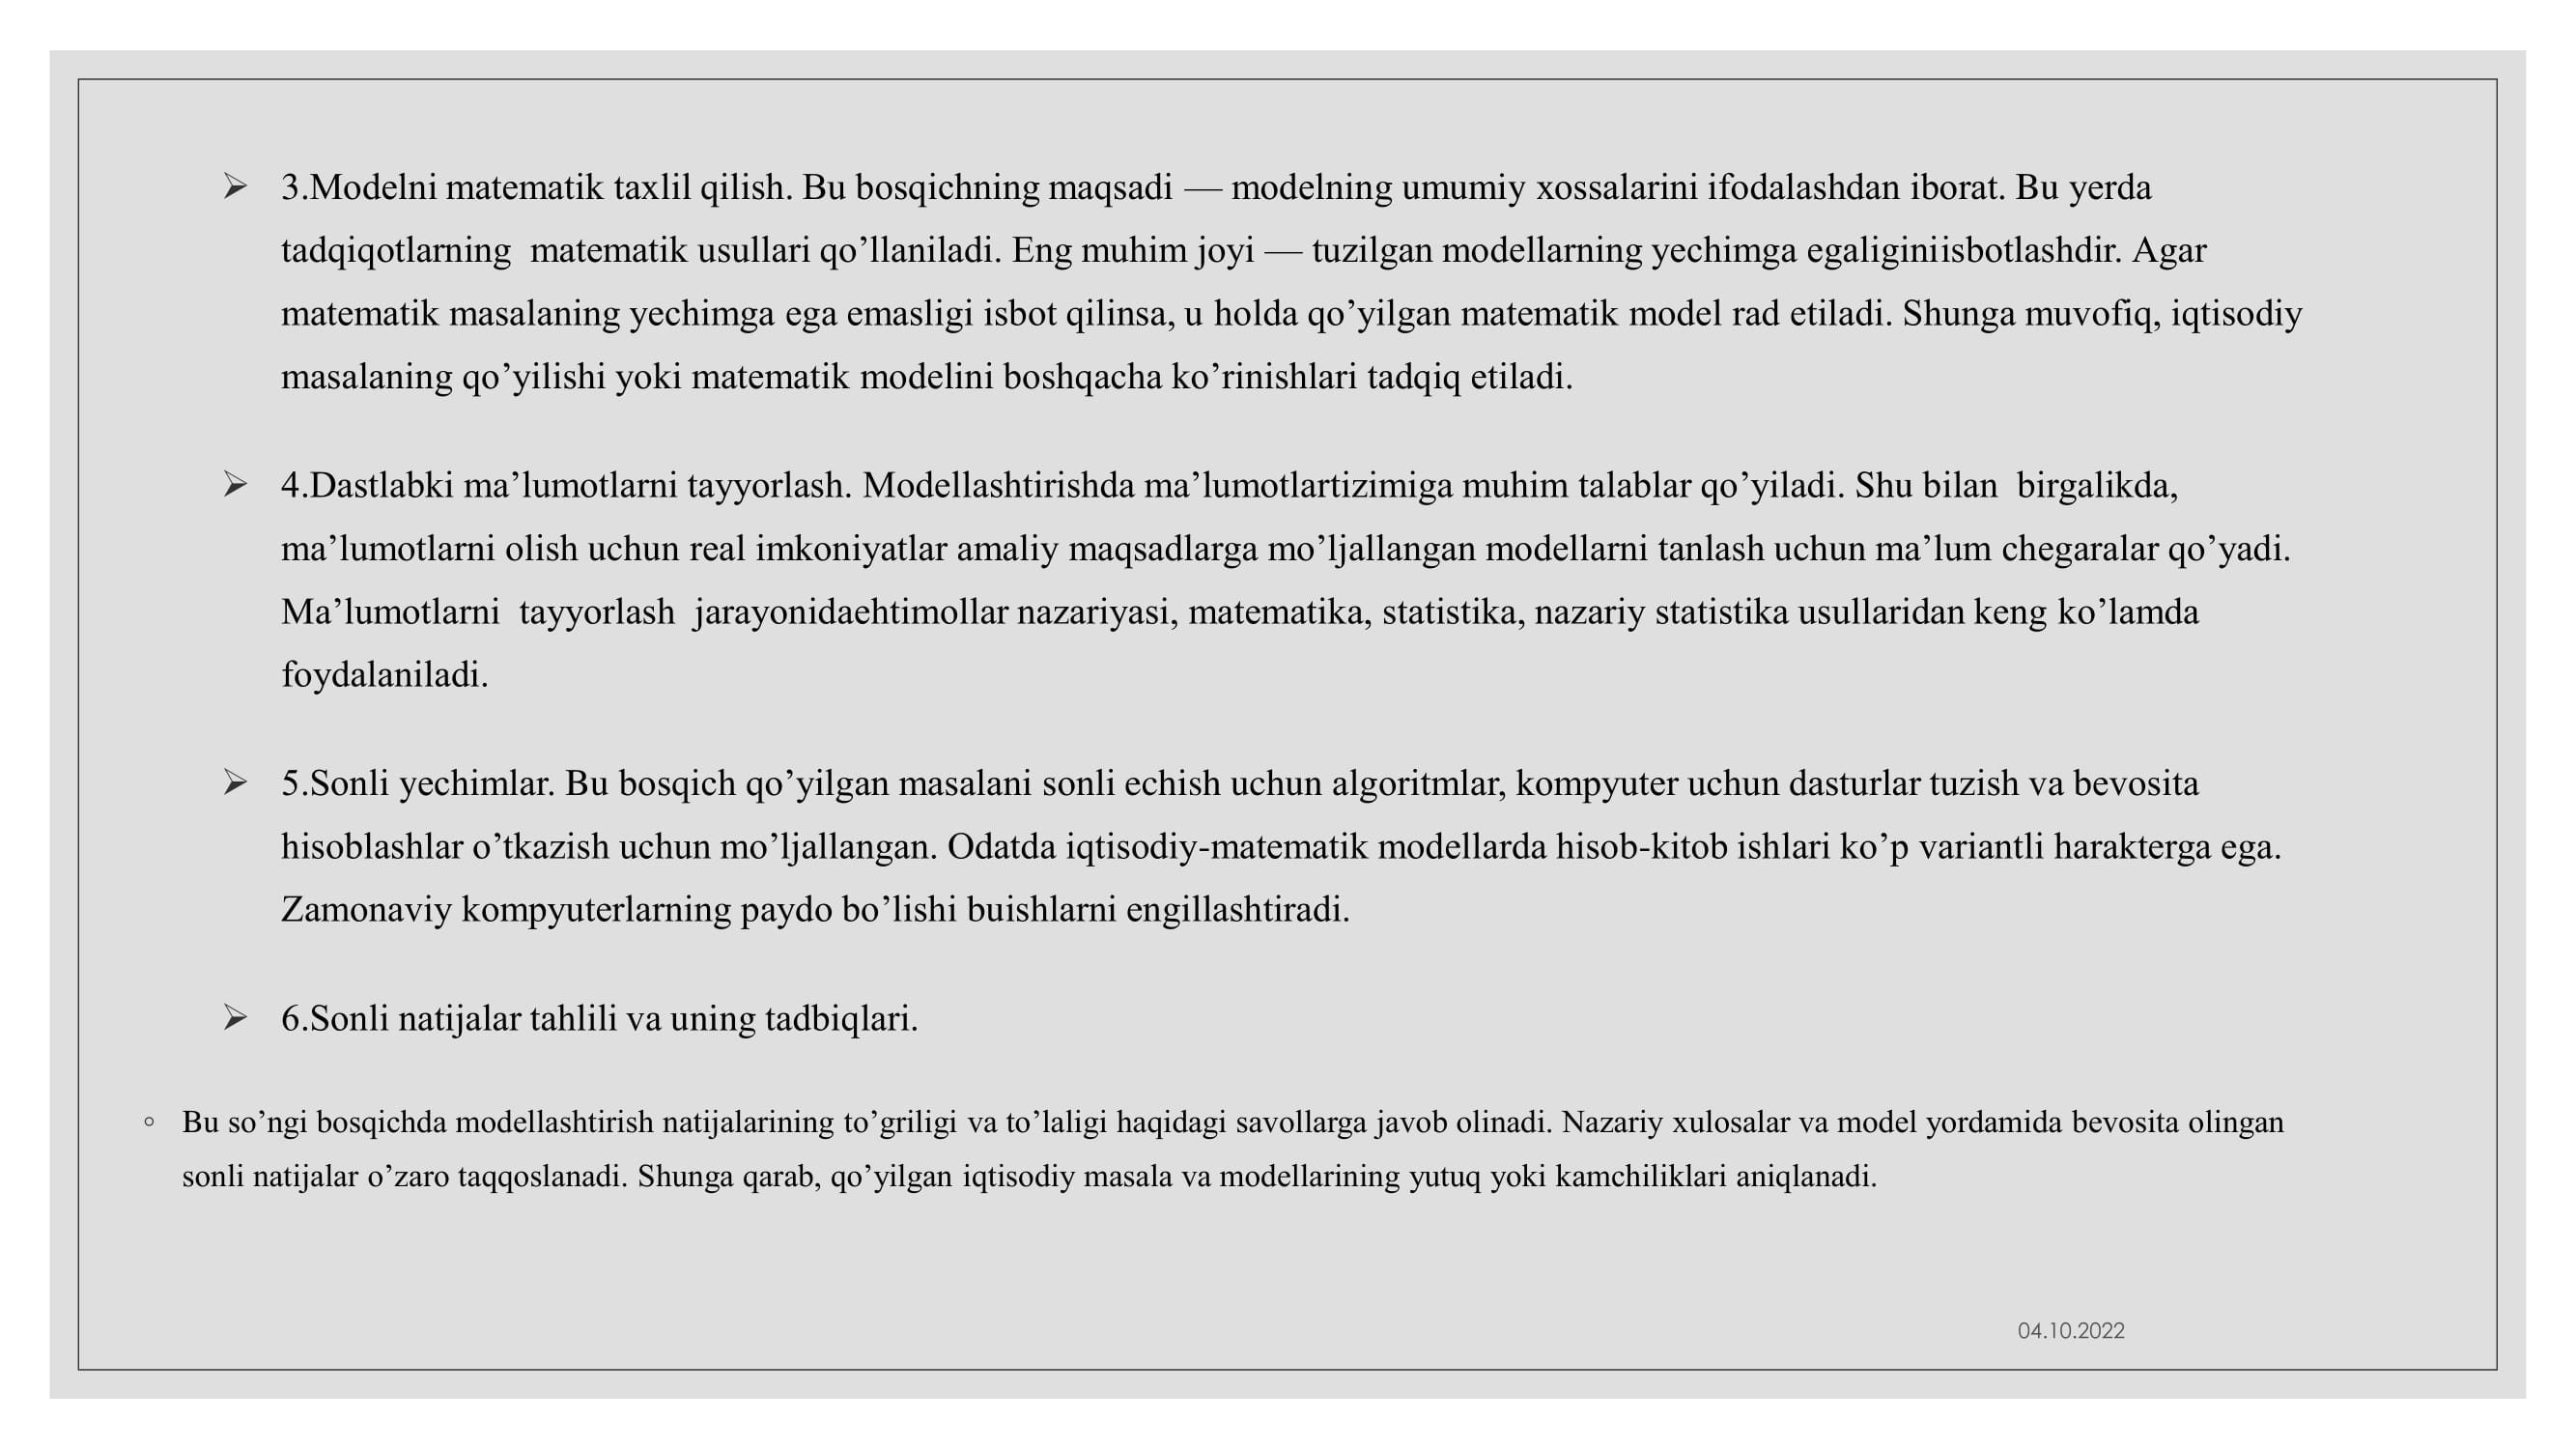 ➢ 3.Modelni matematik taxlil qilish. Bu bosqichning maqsadi — modelning umumiy xossalarini ifodalashdan iborat. Bu yerda
tadqiqotlarning  matematik usullari qo’llaniladi. Eng muhim joyi — tuzilgan modellarning yechimga egaliginiisbotlashdir. Agar
matematik masalaning yechimga ega emasligi isbot qilinsa, u holda qo’yilgan matematik model rad etiladi. Shunga muvofiq, iqtisodiy
masalaning qo’yilishi yoki matematik modelini boshqacha ko’rinishlari tadqiq etiladi.
➢ 4.Dastlabki ma’lumotlarni tayyorlash. Modellashtirishda ma’lumotlartizimiga muhim talablar qo’yiladi. Shu bilan  birgalikda,
ma’lumotlarni olish uchun real imkoniyatlar amaliy maqsadlarga mo’ljallangan modellarni tanlash uchun ma’lum chegaralar qo’yadi.
Ma’lumotlarni  tayyorlash  jarayonidaehtimollar nazariyasi, matematika, statistika, nazariy statistika usullaridan keng ko’lamda
foydalaniladi.
➢ 5.Sonli yechimlar. Bu bosqich qo’yilgan masalani sonli echish uchun algoritmlar, kompyuter uchun dasturlar tuzish va bevosita
hisoblashlar o’tkazish uchun mo’ljallangan. Odatda iqtisodiy-matematik modellarda hisob-kitob ishlari ko’p variantli harakterga ega.
Zamonaviy kompyuterlarning paydo bo’lishi buishlarni engillashtiradi.
➢ 6.Sonli natijalar tahlili va uning tadbiqlari.
◦ Bu so’ngi bosqichda modellashtirish natijalarining to’griligi va to’laligi haqidagi savollarga javob olinadi. Nazariy xulosalar va model yordamida bevosita olingan
sonli natijalar o’zaro taqqoslanadi. Shunga qarab, qo’yilgan iqtisodiy masala va modellarining yutuq yoki kamchiliklari aniqlanadi.
04.10.2022